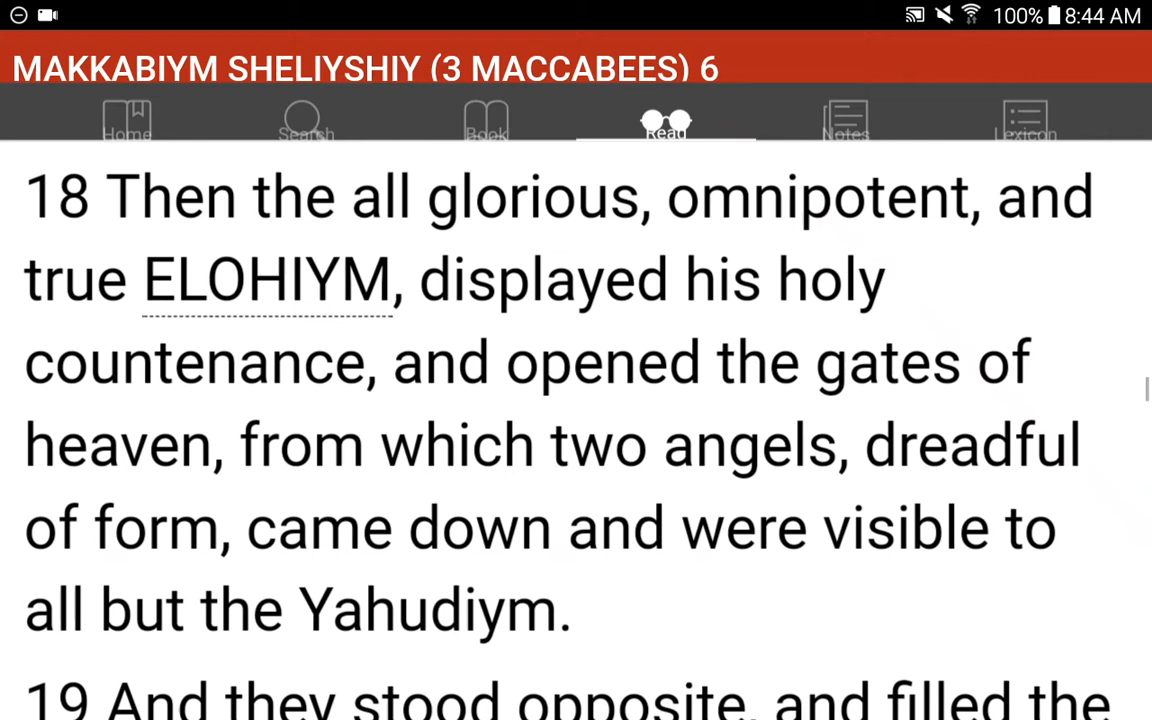 100% 8:44 AM
MAKKABIYM SHELIYSHIY (3 MACCABEES) 6
Home Search Book Read Notes Lexicon
18 Then the all glorious, omnipotent, and
true ELOHIYM, displayed his holy
countenance, and opened the gates of
heaven, from which two angels, dreadful
of form, came down and were visible to
all but the Yahudiym.
19 And they stood opposite, and filled the